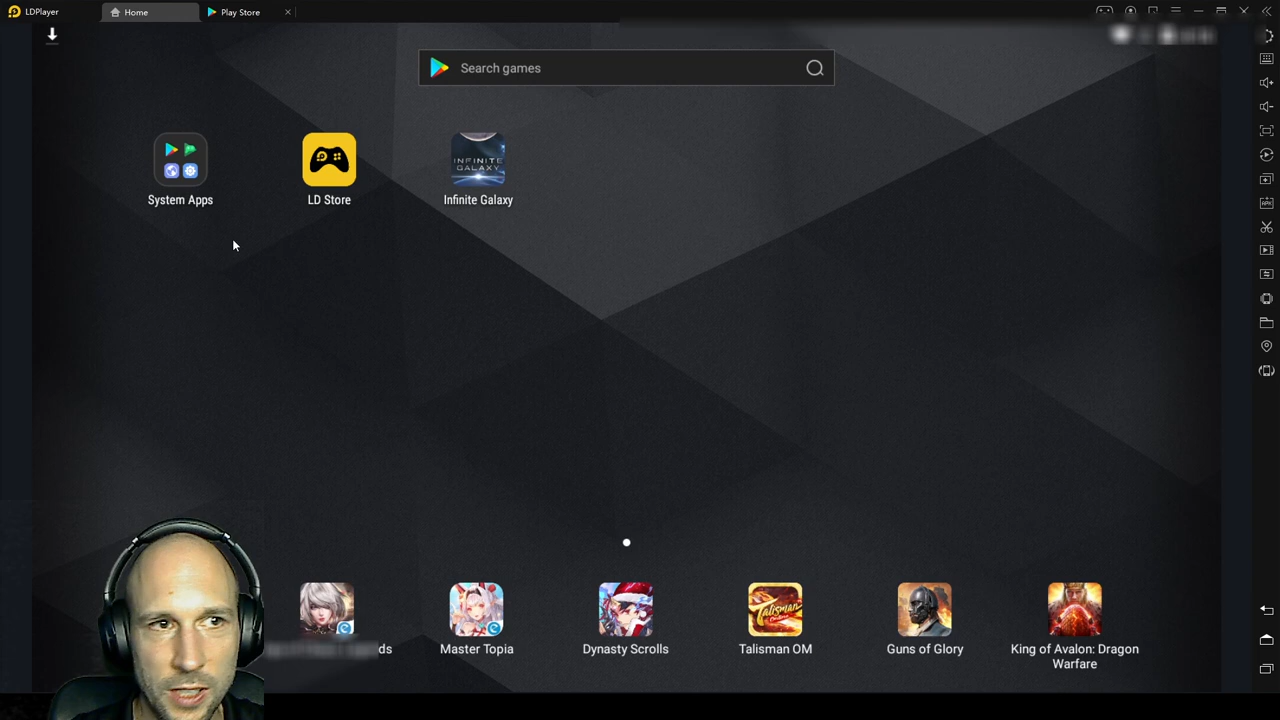 LDPlayer
Home
Play Store
Search games
System Apps
LD Store
INFINITE
GALAXY
Infinite Galaxy
ds
Master Topia
Dynasty Scrolls
Talisman
Talisman OM
Guns of Glory
King of Avalon: Dragon
Warfare